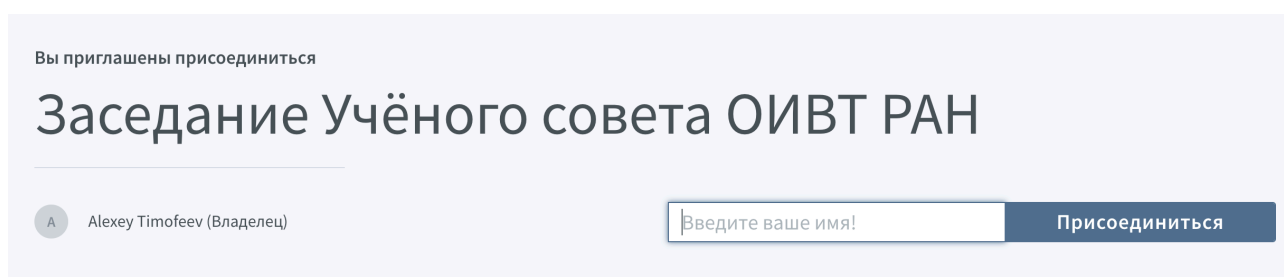 Вы приглашены присоединиться
Заседание Учёного совета ОИВТ РАН
A
Alexey Timofeev (Владелец)
Введите ваше имя!
Присоединиться